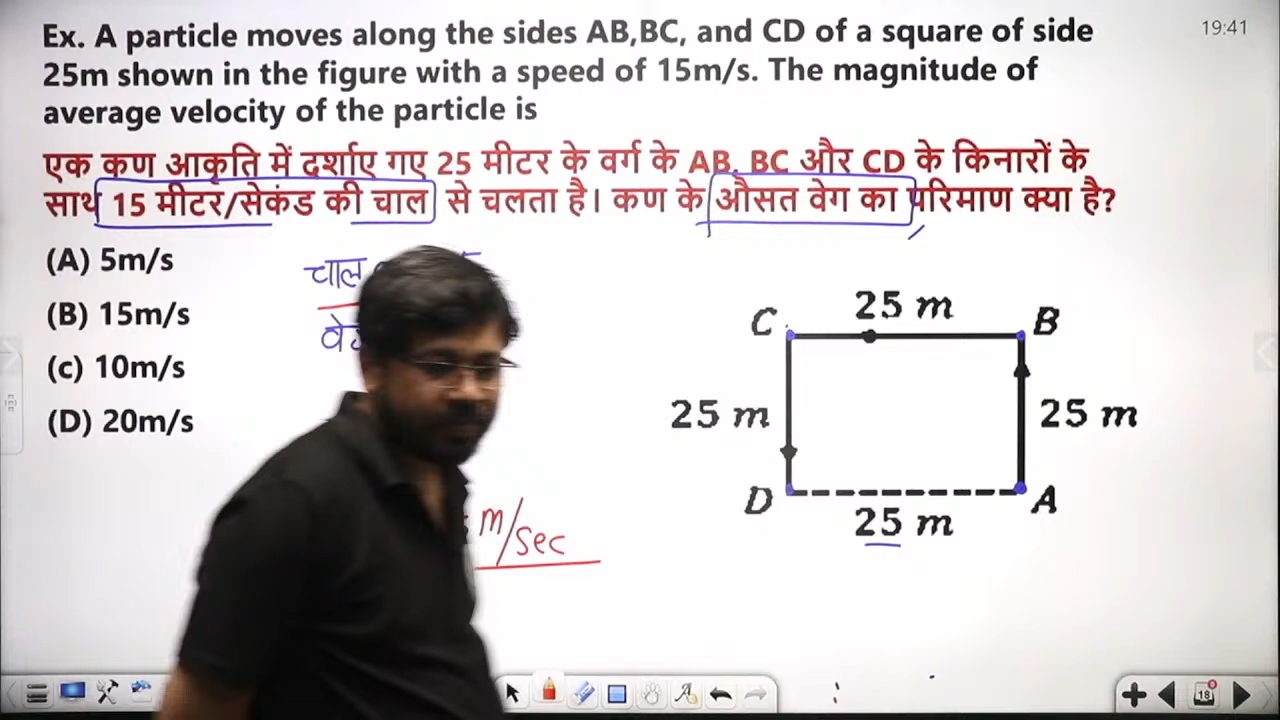 Ex. A particle moves along the sides AB,BC, and CD of a square of side
19:41
25m shown in the figure with a speed of 15m/s. The magnitude of
average velocity of the particle is
एक कण आकृति में दर्शाए गए 25 मीटर के वर्ग के AB, BC और CD के किनारों के
साथ 15 मीटर/सेकंड की चाल से चलता है। कण के औसत वेग का परिमाण क्या है?
(A) 5m/s
चाल
(B) 15m/s
(c) 10m/s
(D) 20m/s
25 m
C
B
25 m
25 m
D
A
25 m
m/sec
18